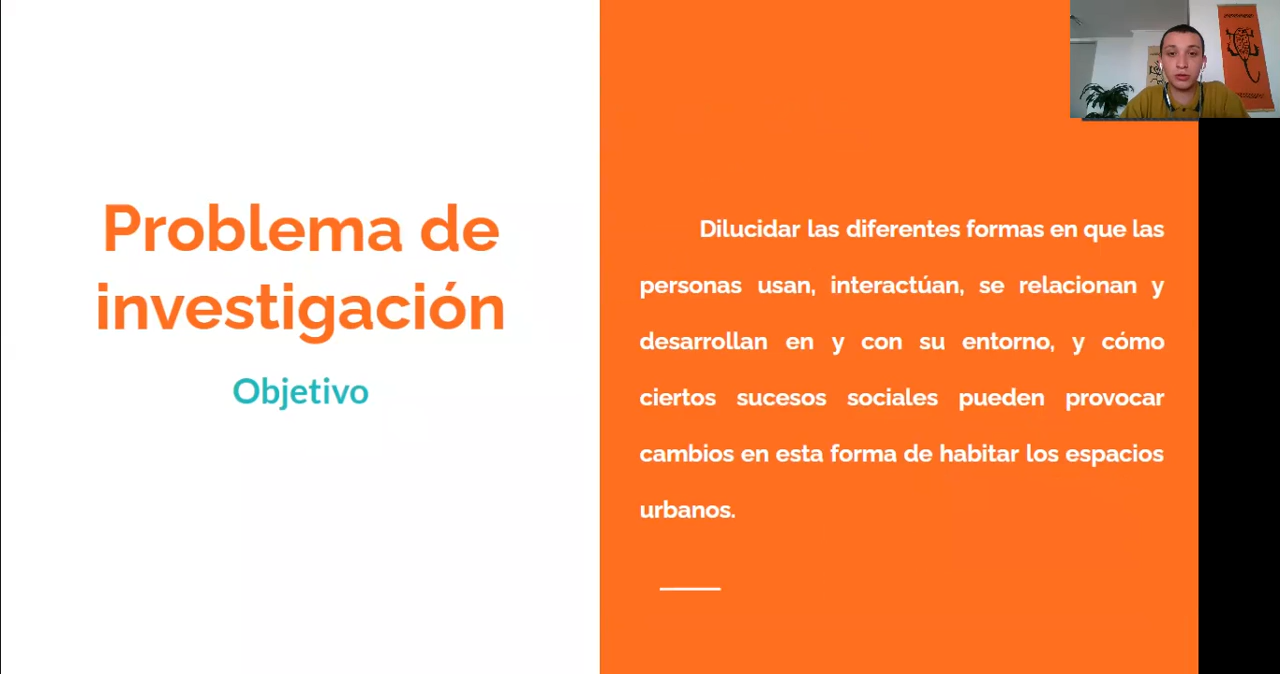 Problema de
investigación
Objetivo
Dilucidar las diferentes formas en que las
personas usan, interactúan, se relacionan y
desarrollan en y con su entorno, y cómo
ciertos sucesos sociales pueden provocar
cambios en esta forma de habitar los espacios
urbanos.